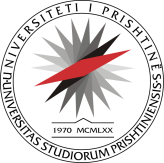 UNIVERSITETI I PRISHTINËS
1970 MCMLXX
UNIVERSITAS STUDIORUM PRISHTINIENSIS